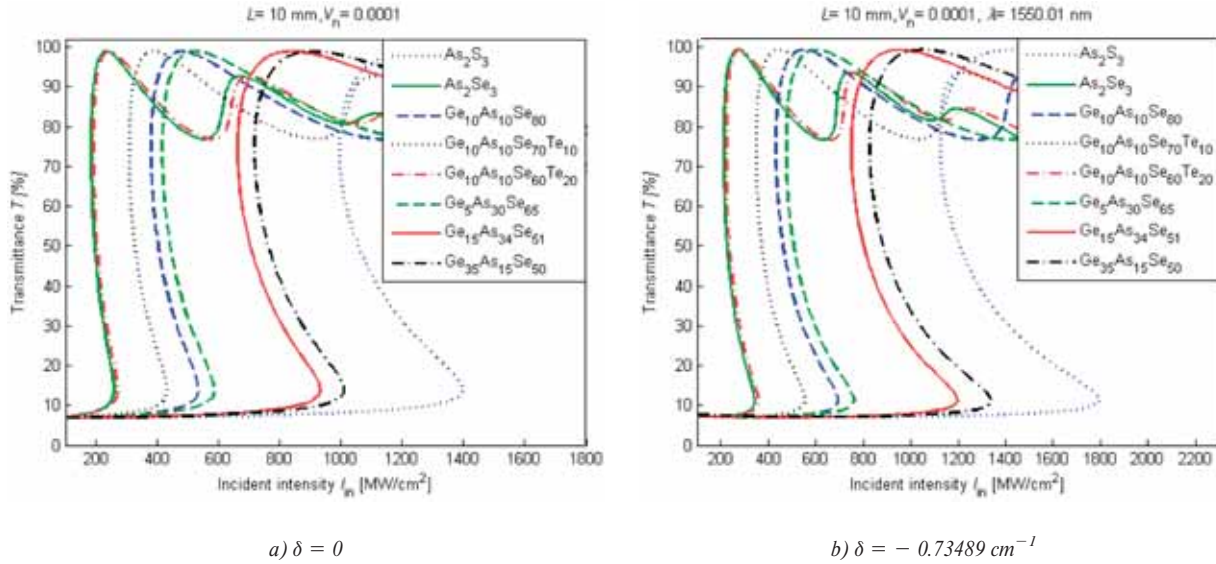 L= 10 mm, Vn= 0.0001
100
90
80
70
60
50
40
30
20
10
0
Transmittance T [%]
As2S3
As2Se3
Ge10As10Se80
Ge10As10Se70Te10
Ge10As10Se60Te20
Ge5As30Se65
Ge15As34Se51
Ge35As15Se50
200 400 600 800 1000 1200 1400 1600 1800
Incident intensity Iin [MW/cm²]
a) δ = 0
L= 10 mm, Vn= 0.0001, λ= 1550.01 nm
100
90
80
70
60
50
40
30
20
10
0
Transmittance T [%]
As2S3
As2Se3
Ge10As10Se80
Ge10As10Se70Te10
Ge10As10Se60Te20
Ge5As30Se65
Ge15As34Se51
Ge35As15Se50
200 400 600 800 1000 1200 1400 1600 1800 2000 2200
Incident intensity Iin [MW/cm²]
b) δ = − 0.73489 cm⁻¹